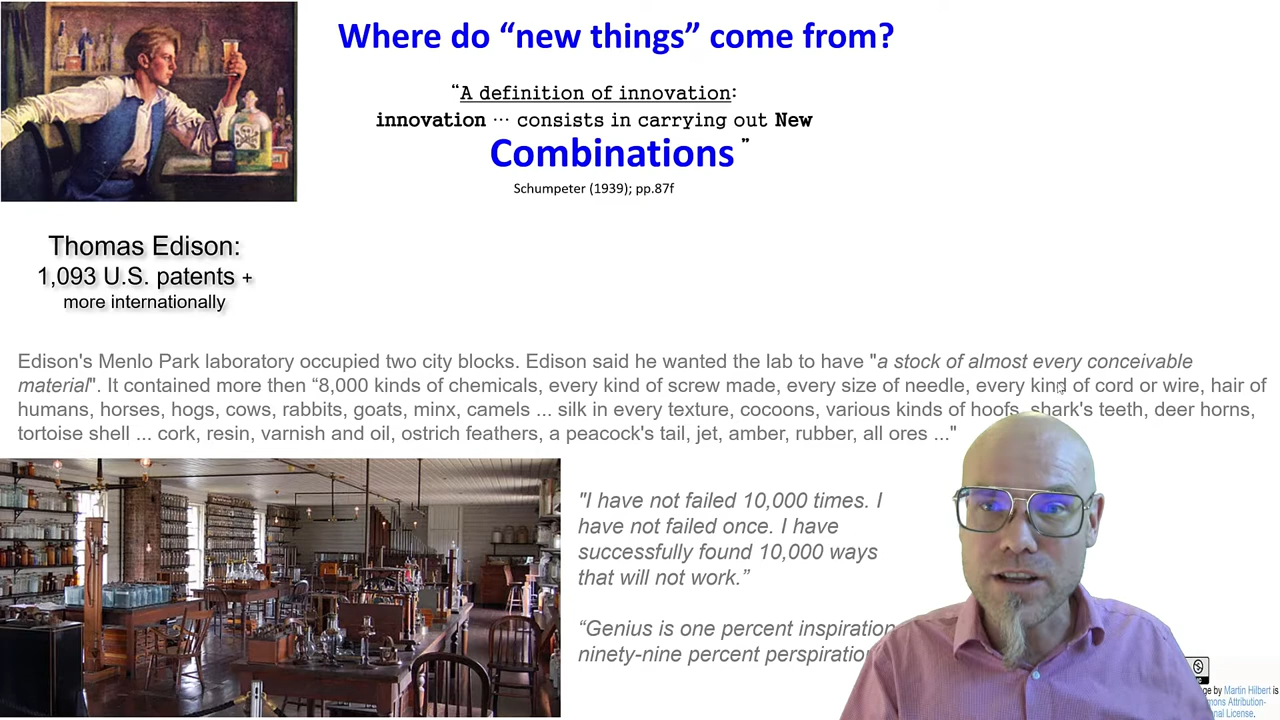 Where do “new things” come from?
“A definition of innovation:
innovation ... consists in carrying out New
Combinations ”
Schumpeter (1939); pp.87f
Thomas Edison:
1,093 U.S. patents +
more internationally
Edison's Menlo Park laboratory occupied two city blocks. Edison said he wanted the lab to have "a stock of almost every conceivable
material". It contained more then “8,000 kinds of chemicals, every kind of screw made, every size of needle, every kind of cord or wire, hair of
humans, horses, hogs, cows, rabbits, goats, minx, camels ... silk in every texture, cocoons, various kinds of hoofs, shark's teeth, deer horns,
tortoise shell ... cork, resin, varnish and oil, ostrich feathers, a peacock's tail, jet, amber, rubber, all ores ..."
"I have not failed 10,000 times. I
have not failed once. I have
successfully found 10,000 ways
that will not work.”
“Genius is one percent inspiration
ninety-nine percent
by Martin Hilbert is
License.